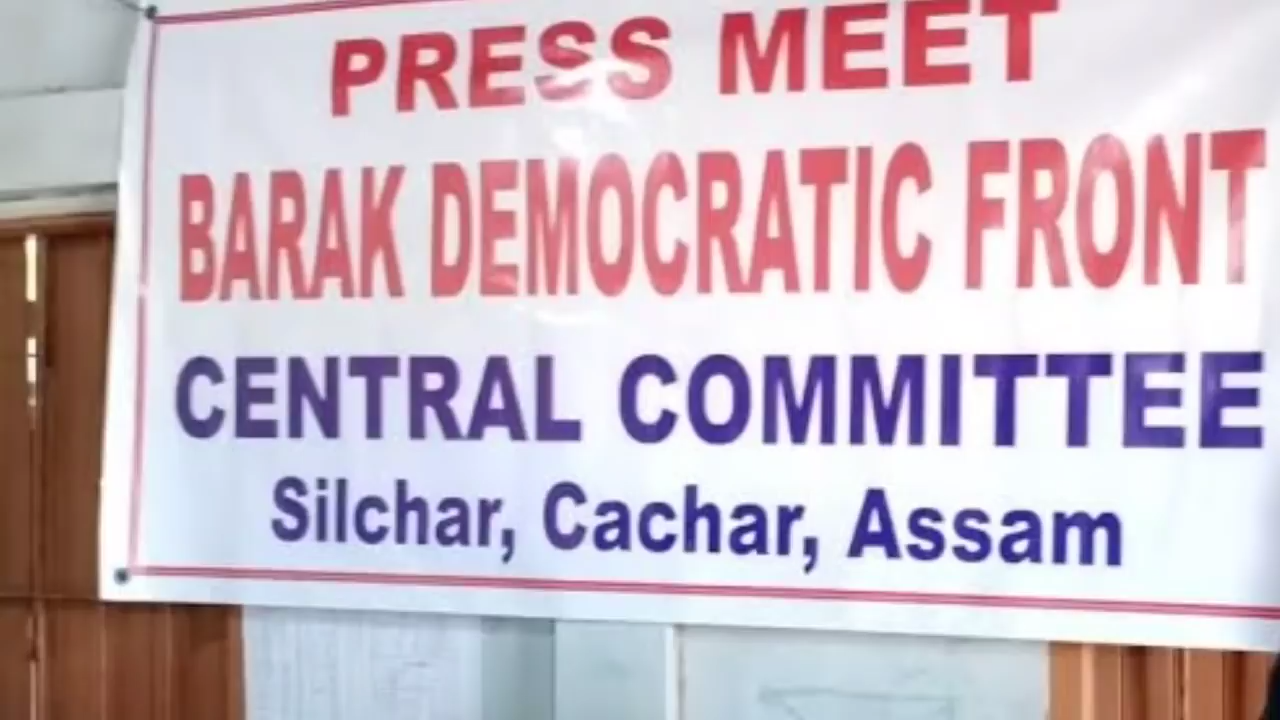 PRESS MEET
BARAK DEMOCRATIC FRONT
CENTRAL COMMITTEE
Silchar, Cachar, Assam